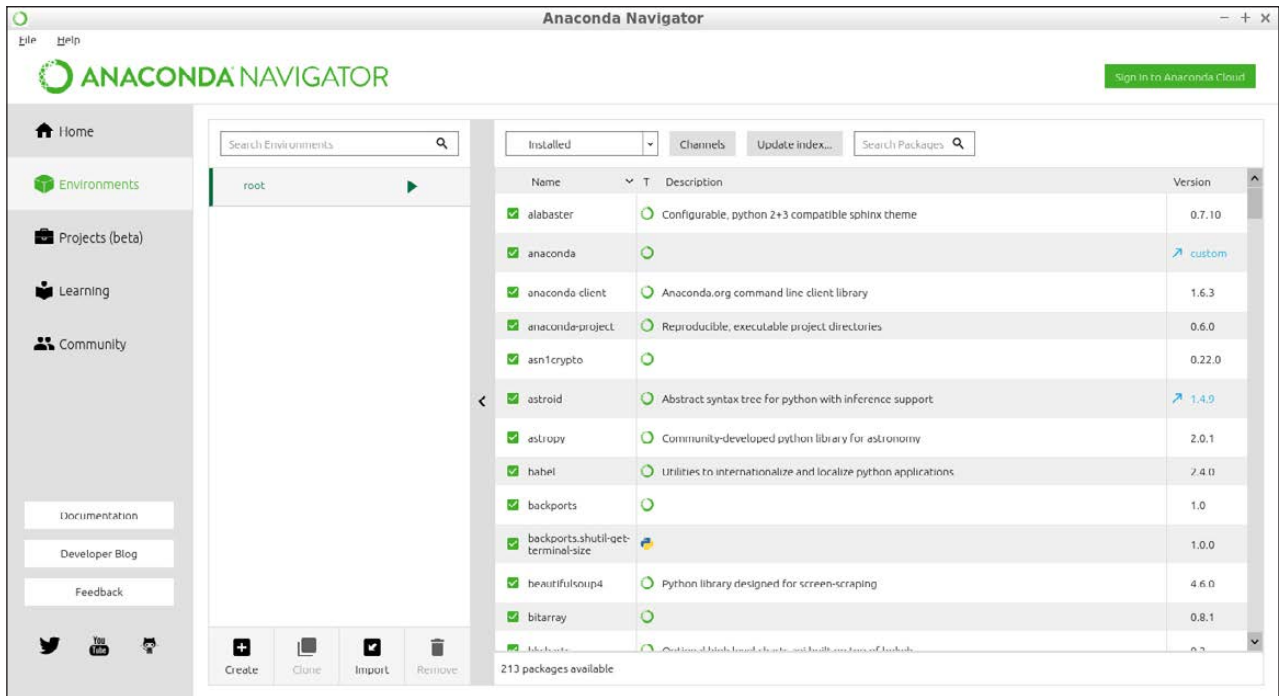 Anaconda Navigator
File Help
ANACONDA NAVIGATOR
Sign in to Anaconda Cloud
Home
Environments
Projects (beta)
Learning
Community
Documentation
Developer Blog
Feedback
You Tube
Search Environments
root
Create Clone Import Remove
Installed Channels Update index... Search Packages
Name T Description Version
alabaster Configurable, python 2+3 compatible sphinx theme 0.7.10
anaconda custom
anaconda-client Anaconda.org command line client library 1.6.3
anaconda-project Reproducible, executable project directories 0.6.0
asn1crypto 0.22.0
astroid Abstract syntax tree for python with inference support 1.4.9
astropy Community-developed python library for astronomy 2.0.1
babel Utilities to internationalize and localize python applications 2.4.0
backports 1.0
backports.shutil-get-
terminal-size 1.0.0
beautifulsoup4 Python library designed for screen-scraping 4.6.0
bitarray 0.8.1
213 packages available